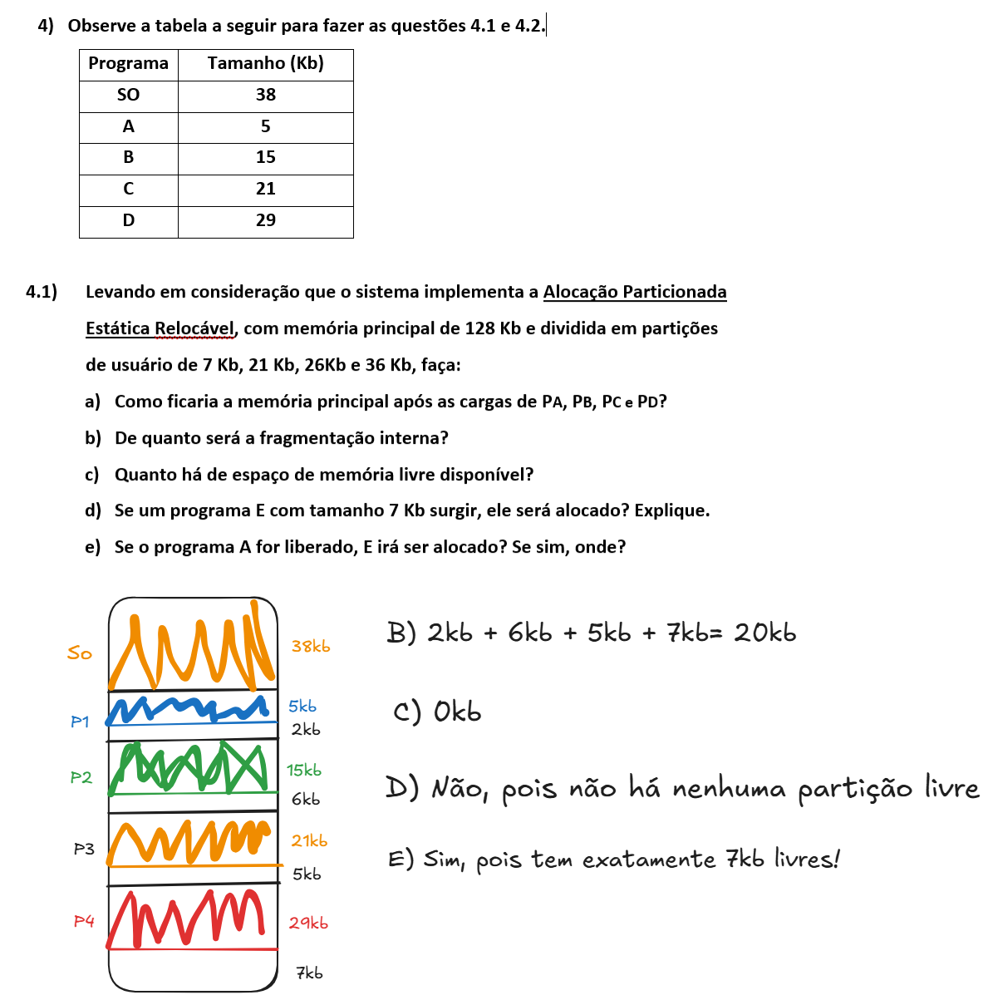 4) Observe a tabela a seguir para fazer as questões 4.1 e 4.2.
Programa Tamanho (Kb)
SO 38
A 5
B 15
C 21
D 29
4.1) Levando em consideração que o sistema implementa a Alocação Particionada
Estática Relocável, com memória principal de 128 Kb e dividida em partições
de usuário de 7 Kb, 21 Kb, 26Kb e 36 Kb, faça:
a) Como ficaria a memória principal após as cargas de PA, PB, PC e PD?
b) De quanto será a fragmentação interna?
c) Quanto há de espaço de memória livre disponível?
d) Se um programa E com tamanho 7 Kb surgir, ele será alocado? Explique.
e) Se o programa A for liberado, E irá ser alocado? Se sim, onde?
So 38kb
P1 5kb
2kb
P2 15kb
6kb
P3 21kb
5kb
P4 29kb
7kb
B) 2kb + 6kb + 5kb + 7kb= 20kb
C) 0kb
D) Não, pois não há nenhuma partição livre
E) Sim, pois tem exatamente 7kb livres!